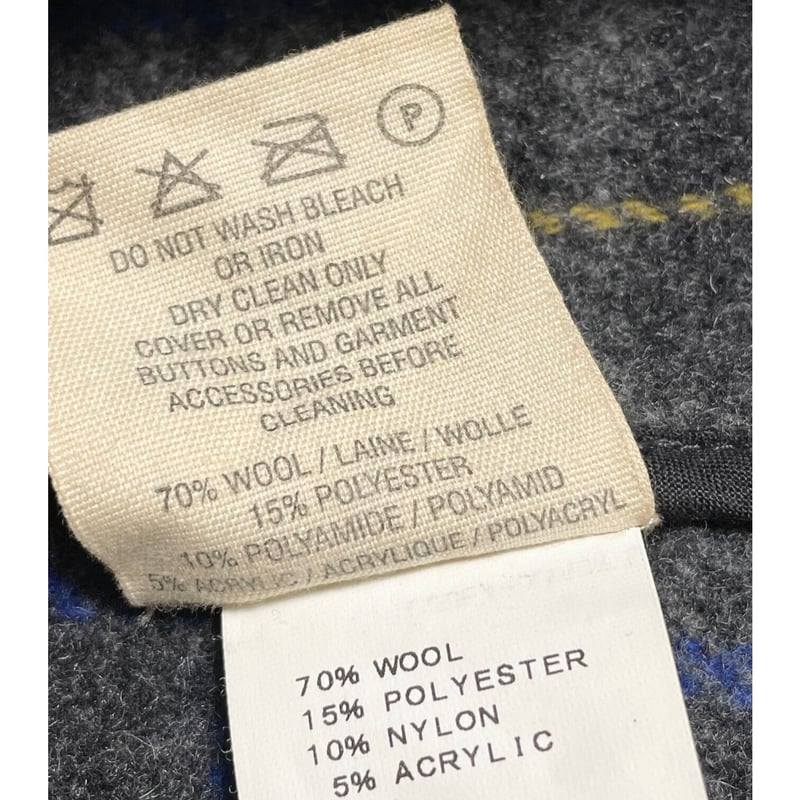 P
DO NOT WASH BLEACH
OR IRON
DRY CLEAN ONLY
COVER OR REMOVE ALL
BUTTONS AND GARMENT
ACCESSORIES BEFORE
CLEANING
70% WOOL / LAINE / WOLLE
15% POLYESTER
10% POLYAMIDE / POLYAMID
5% ACRYLIC / ACRYLIQUE / POLYACRYL
70% WOOL
15% POLYESTER
10% NYLON
5% ACRYLIC